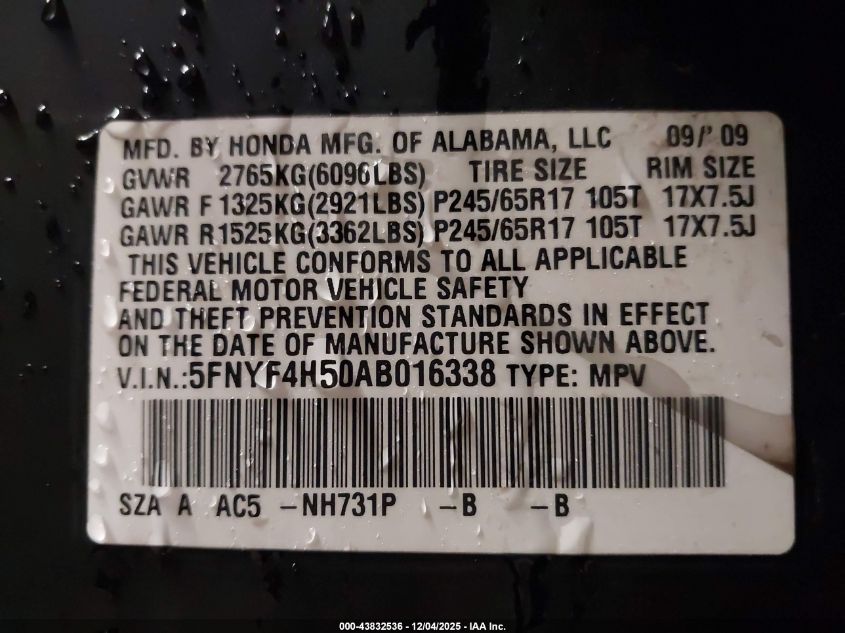 MFD. BY HONDA MFG. OF ALABAMA, LLC 09/'09
GVWR 2765KG(6096LBS) TIRE SIZE RIM SIZE
GAWR F 1325KG(2921LBS) P245/65R17 105T 17X7.5J
GAWR R1525KG(3362LBS) P245/65R17 105T 17X7.5J
THIS VEHICLE CONFORMS TO ALL APPLICABLE
FEDERAL MOTOR VEHICLE SAFETY
AND THEFT PREVENTION STANDARDS IN EFFECT
ON THE DATE OF MANUFACTURE SHOWN ABOVE.
V.I.N.:5FNYF4H50AB016338 TYPE: MPV
SZA A AC5 -NH731P -B -B
000-43832536 - 12/04/2025 - IAA Inc.